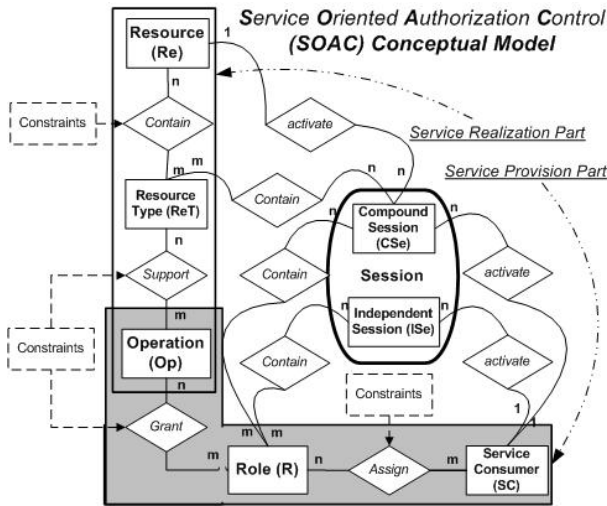 Service Oriented Authorization Control
(SOAC) Conceptual Model
Resource
(Re)
1
n
Constraints
Contain
activate
Service Realization Part
m
m
n
n
Service Provision Part
Resource
Type (ReT)
Contain
n
n
n
Compound
Session
(CSe)
Support
Contain
Session
activate
m
n
n
Constraints
Operation
(Op)
Independent
Session (ISe)
n
Contain
activate
Constraints
Grant
1
1
m
m
m
Role (R)
n
Assign
m
Service
Consumer
(SC)